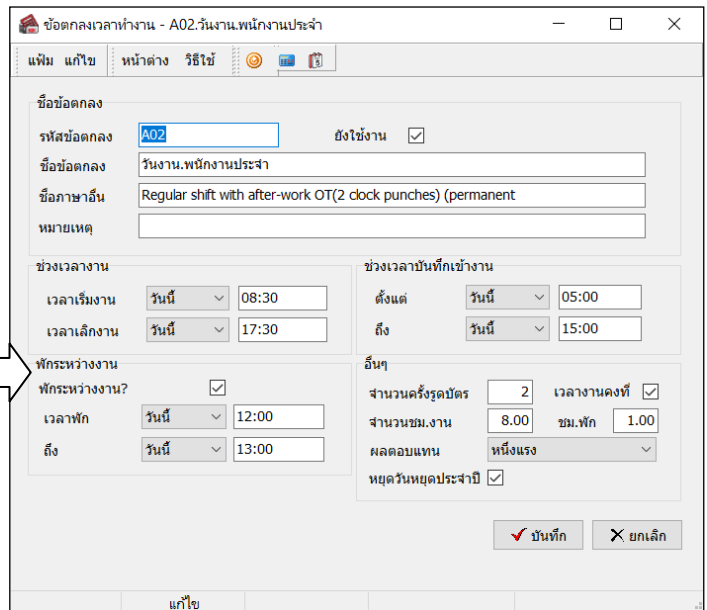 ข้อตกลงเวลาทำงาน - A02.วันงาน.พนักงานประจำ
แฟ้ม แก้ไข หน้าต่าง วิธีใช้
ชื่อข้อตกลง
รหัสข้อตกลง A02 ยังใช้งาน
ชื่อข้อตกลง วันงาน.พนักงานประจำ
ชื่อภาษาอื่น Regular shift with after-work OT(2 clock punches) (permanent
หมายเหตุ
ช่วงเวลางาน ช่วงเวลาบันทึกเข้างาน
เวลาเริ่มงาน วันนี้ 08:30 ตั้งแต่ วันนี้ 05:00
เวลาเลิกงาน วันนี้ 17:30 ถึง วันนี้ 15:00
พักระหว่างงาน อื่นๆ
พักระหว่างงาน? จำนวนครั้งรูดบัตร 2 เวลางานคงที่
เวลาพัก วันนี้ 12:00 จำนวนชม.งาน 8.00 ชม.พัก 1.00
ถึง วันนี้ 13:00 ผลตอบแทน หนึ่งแรง
หยุดวันหยุดประจำปี
บันทึก ยกเลิก
แก้ไข